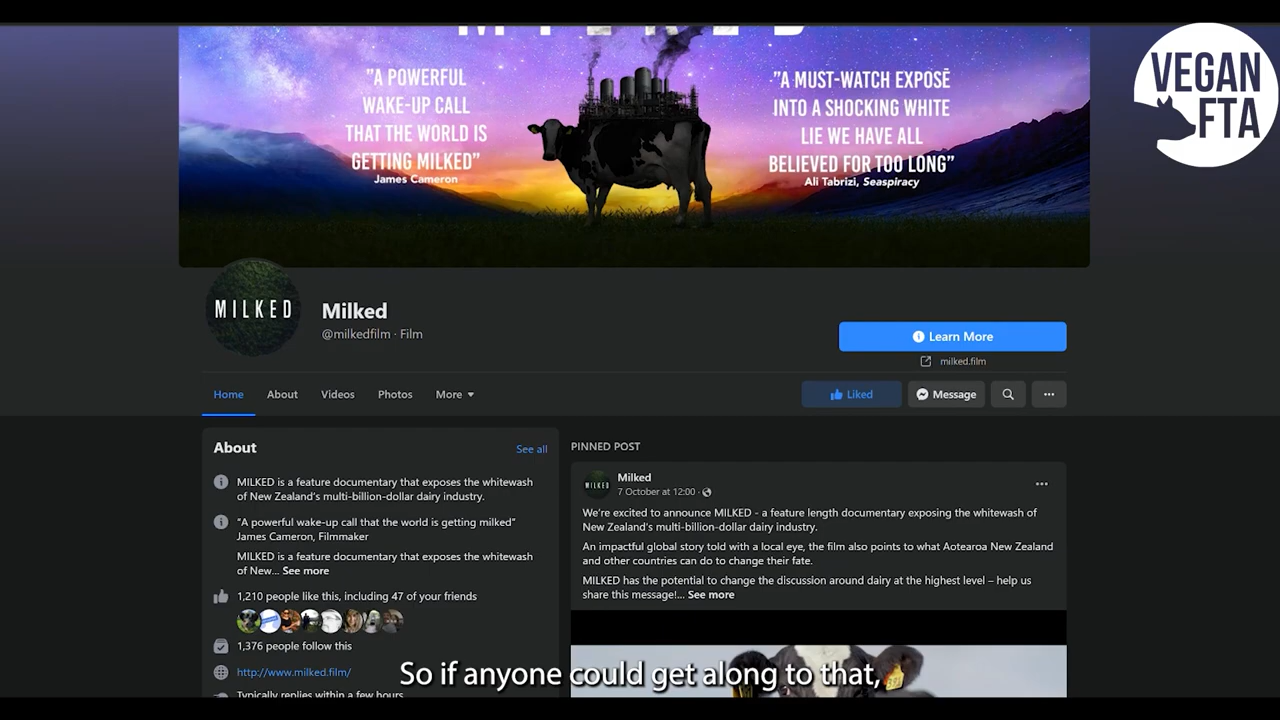 VEGAN
FTA
"A POWERFUL
WAKE-UP CALL
THAT THE WORLD IS
GETTING MILKED"
James Cameron
"A MUST-WATCH EXPOSĒ
INTO A SHOCKING WHITE
LIE WE HAVE ALL
BELIEVED FOR TOO LONG"
Ali Tabrizi, Seaspiracy
MILKED
Milked
@milkedfilm · Film
Learn More
milked.film
Home
About
Videos
Photos
More
Liked
Message
About
See all
MILKED is a feature documentary that exposes the whitewash
of New Zealand's multi-billion-dollar dairy industry.
"A powerful wake-up call that the world is getting milked"
James Cameron, Filmmaker
MILKED is a feature documentary that exposes the whitewash
of New... See more
1,210 people like this, including 47 of your friends
1,376 people follow this
http://www.milked.film/
Typically replies within a few hours
PINNED POST
MILKED
Milked
7 October at 12:00 ·
We're excited to announce MILKED - a feature length documentary exposing the whitewash of
New Zealand's multi-billion-dollar dairy industry.
An impactful global story told with a local eye, the film also points to what Aotearoa New Zealand
and other countries can do to change their fate.
MILKED has the potential to change the discussion around dairy at the highest level – help us
share this message!... See more
So if anyone could get along to that,